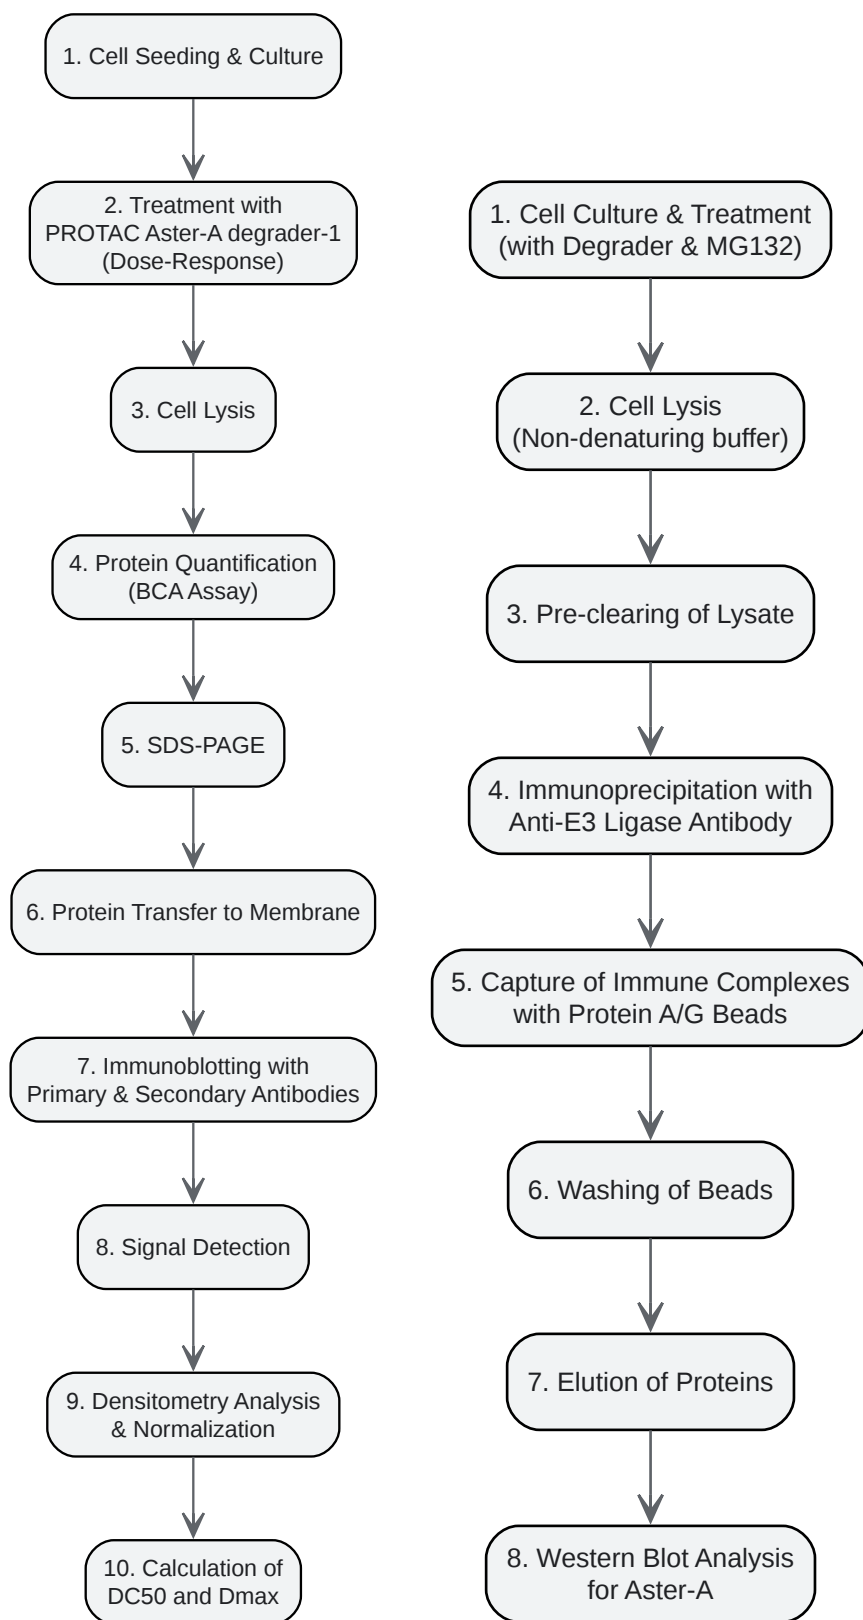 1. Cell Seeding & Culture
2. Treatment with
PROTAC Aster-A degrader-1
(Dose-Response)
3. Cell Lysis
4. Protein Quantification
(BCA Assay)
5. SDS-PAGE
6. Protein Transfer to Membrane
7. Immunoblotting with
Primary & Secondary Antibodies
8. Signal Detection
9. Densitometry Analysis
& Normalization
10. Calculation of
DC50 and Dmax
1. Cell Culture & Treatment
(with Degrader & MG132)
2. Cell Lysis
(Non-denaturing buffer)
3. Pre-clearing of Lysate
4. Immunoprecipitation with
Anti-E3 Ligase Antibody
5. Capture of Immune Complexes
with Protein A/G Beads
6. Washing of Beads
7. Elution of Proteins
8. Western Blot Analysis
for Aster-A